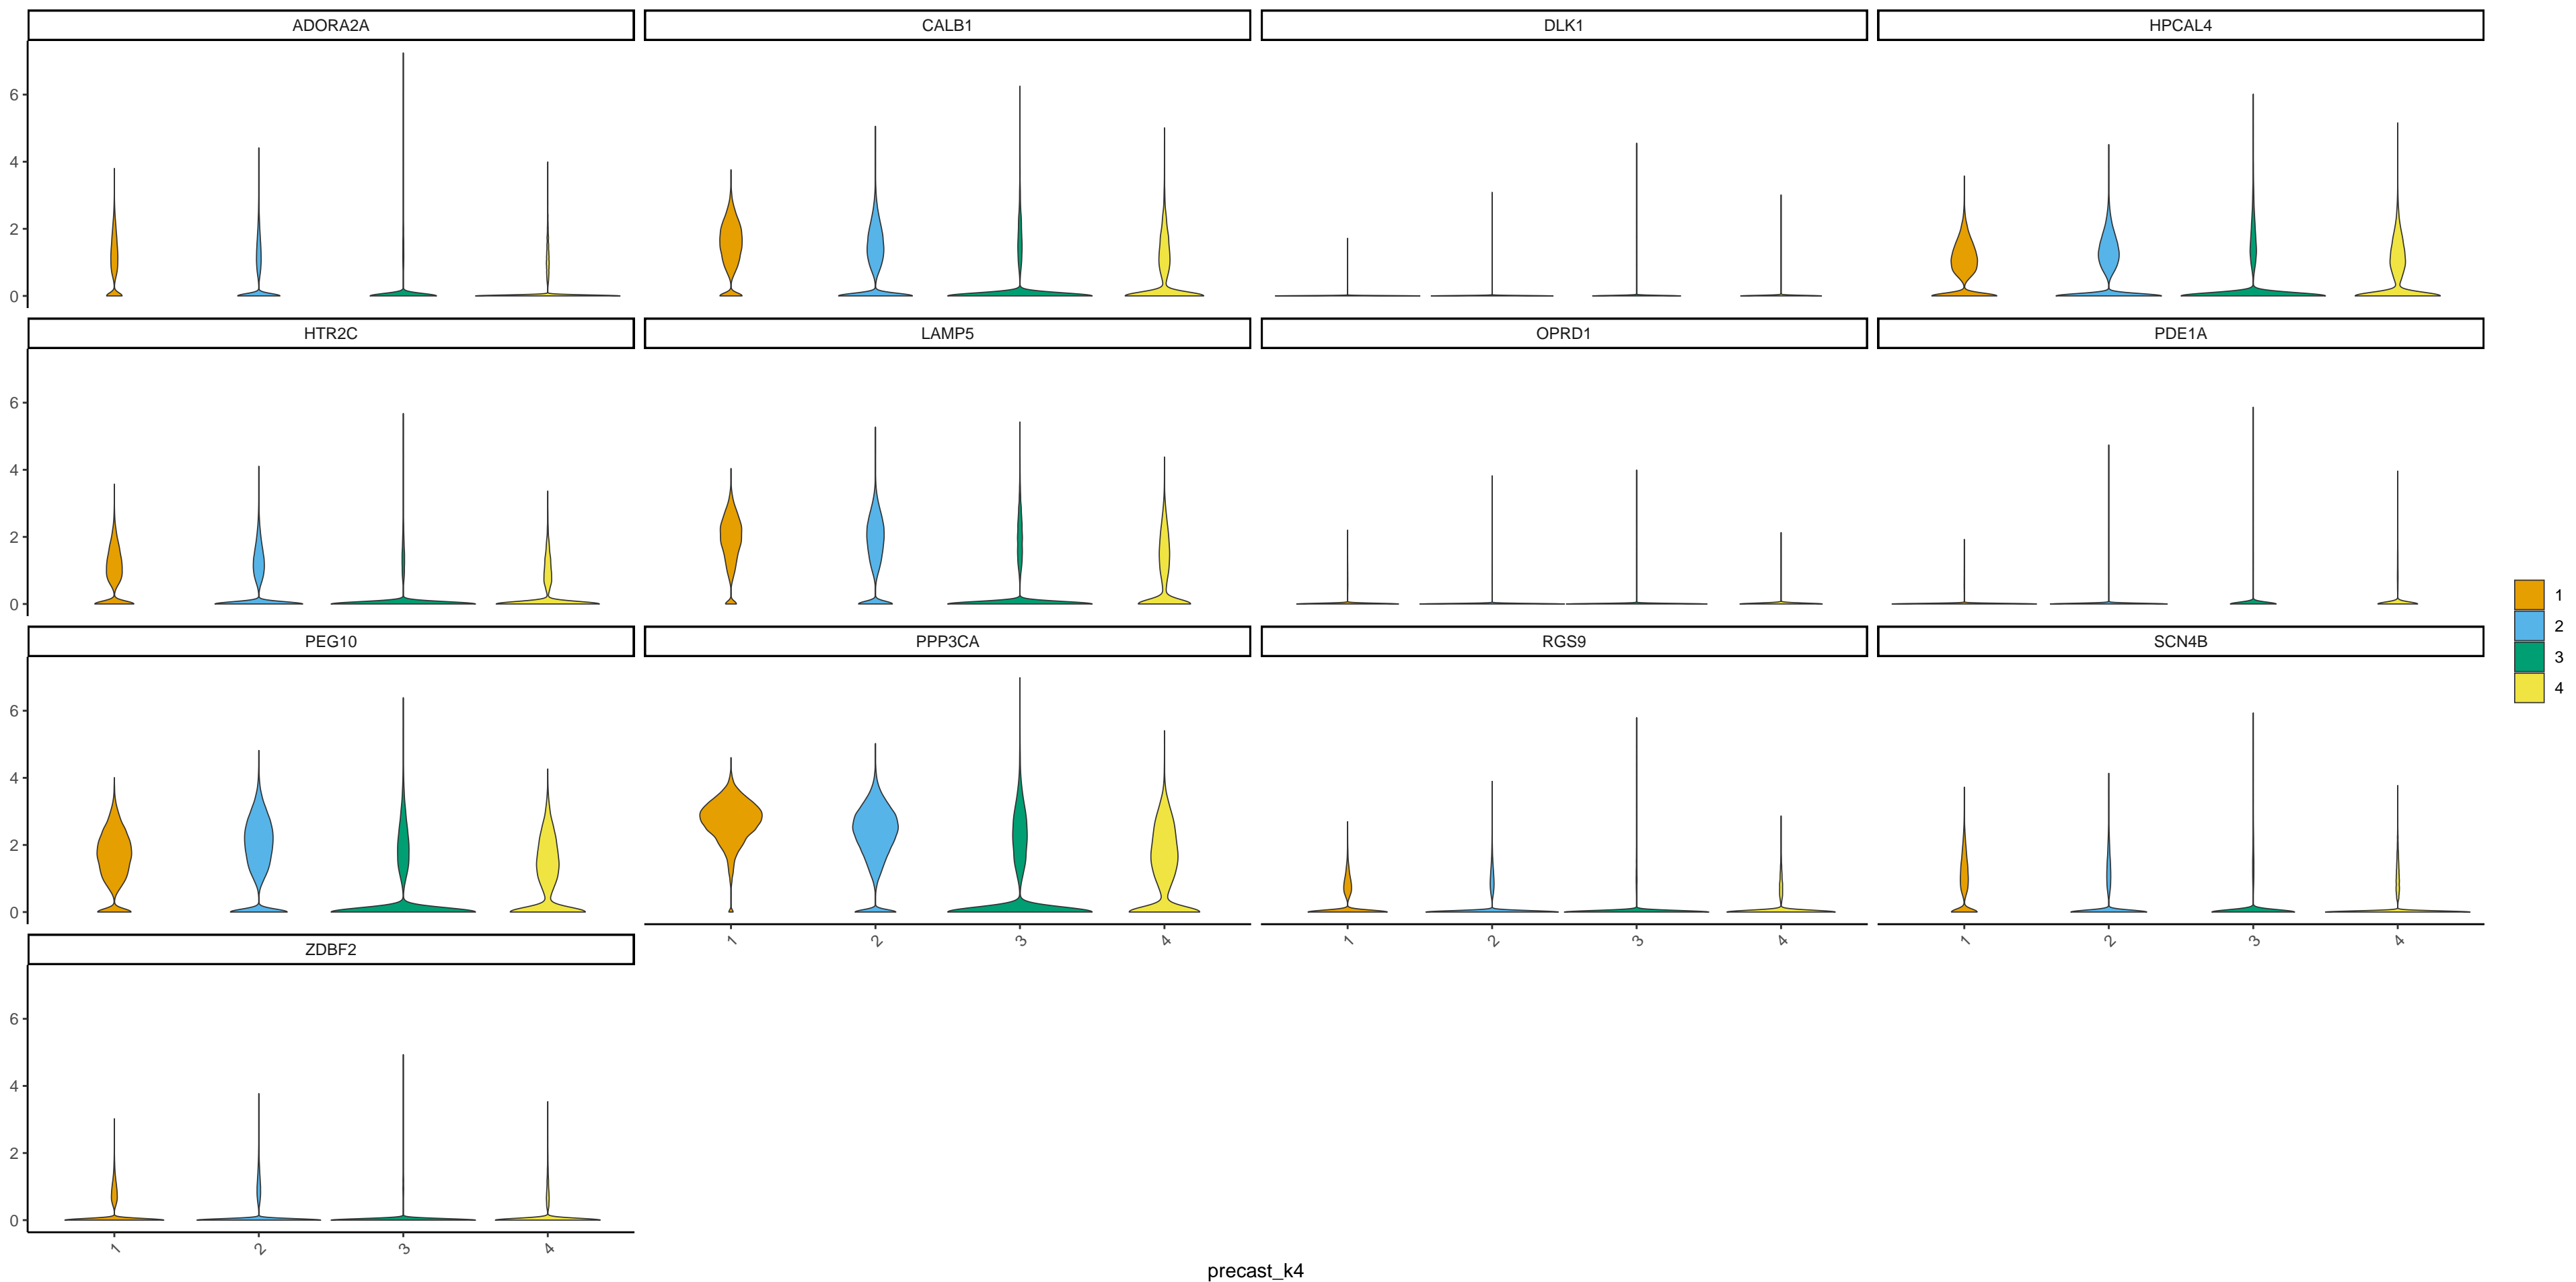 ADORA2A CALB1 DLK1 HPCAL4
6
4
2
0
HTR2C LAMP5 OPRD1 PDE1A
6
4
2
0
PEG10 PPP3CA RGS9 SCN4B
6
4
2
0
1 2 3 4 1 2 3 4 1 2 3 4
ZDBF2
6
4
2
0
1 2 3 4
precast_k4
1
2
3
4